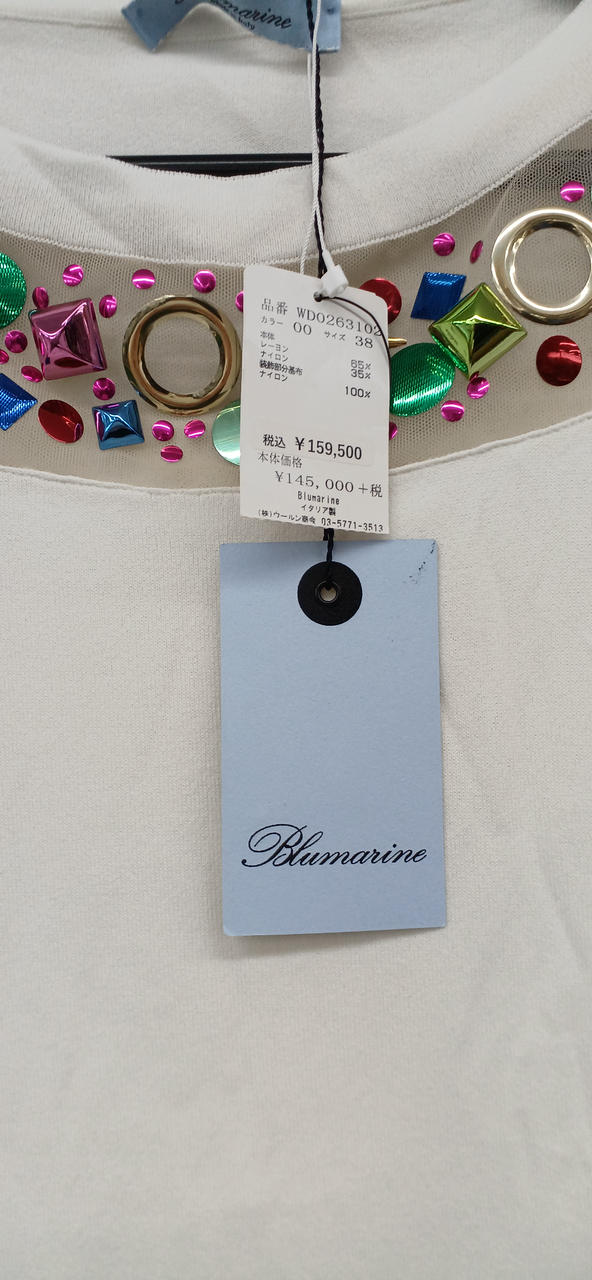 marine
品番 WD0263102
カラー 00 サイズ 38
本体
レーヨン 65%
ナイロン 35%
装飾部分基布
ナイロン 100%
税込 ¥159,500
本体価格
¥145,000+税
Blumarine
イタリア製
(株)ウールン商会 03-5771-3513
Blumarine